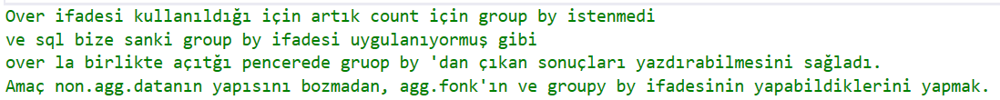 Over ifadesi kullanıldığı için artık count için group by istenmedi
ve sql bize sanki group by ifadesi uygulanıyormuş gibi
over la birlikte açıtğı pencerede gruop by 'dan çıkan sonuçları yazdırabilmesini sağladı.
Amaç non.agg.datanın yapısını bozmadan, agg.fonk'ın ve groupy by ifadesinin yapabildiklerini yapmak.